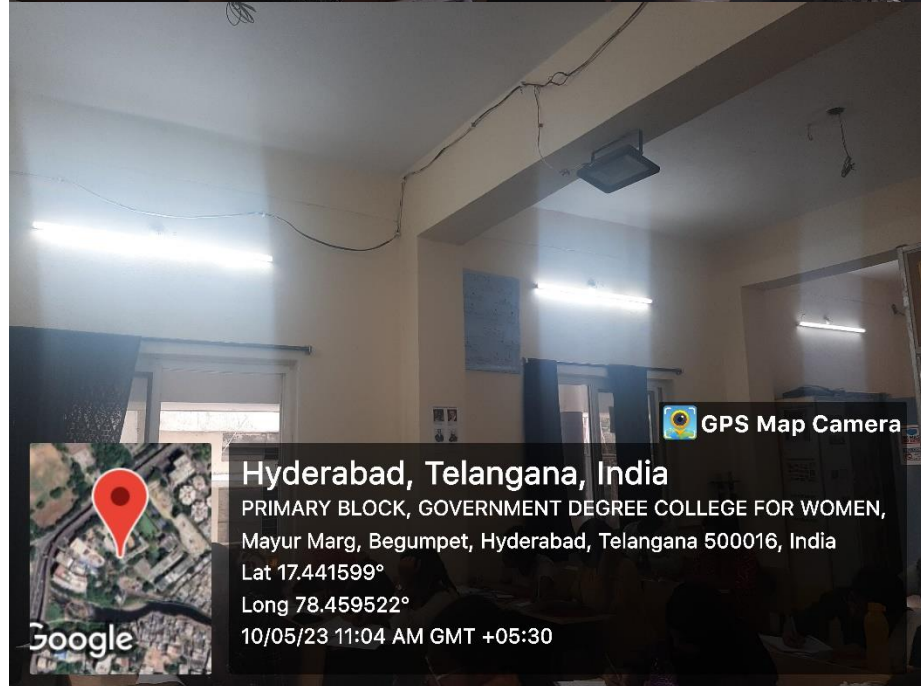 GPS Map Camera
Hyderabad, Telangana, India
PRIMARY BLOCK, GOVERNMENT DEGREE COLLEGE FOR WOMEN,
Mayur Marg, Begumpet, Hyderabad, Telangana 500016, India
Lat 17.441599°
Long 78.459522°
10/05/23 11:04 AM GMT +05:30
Google